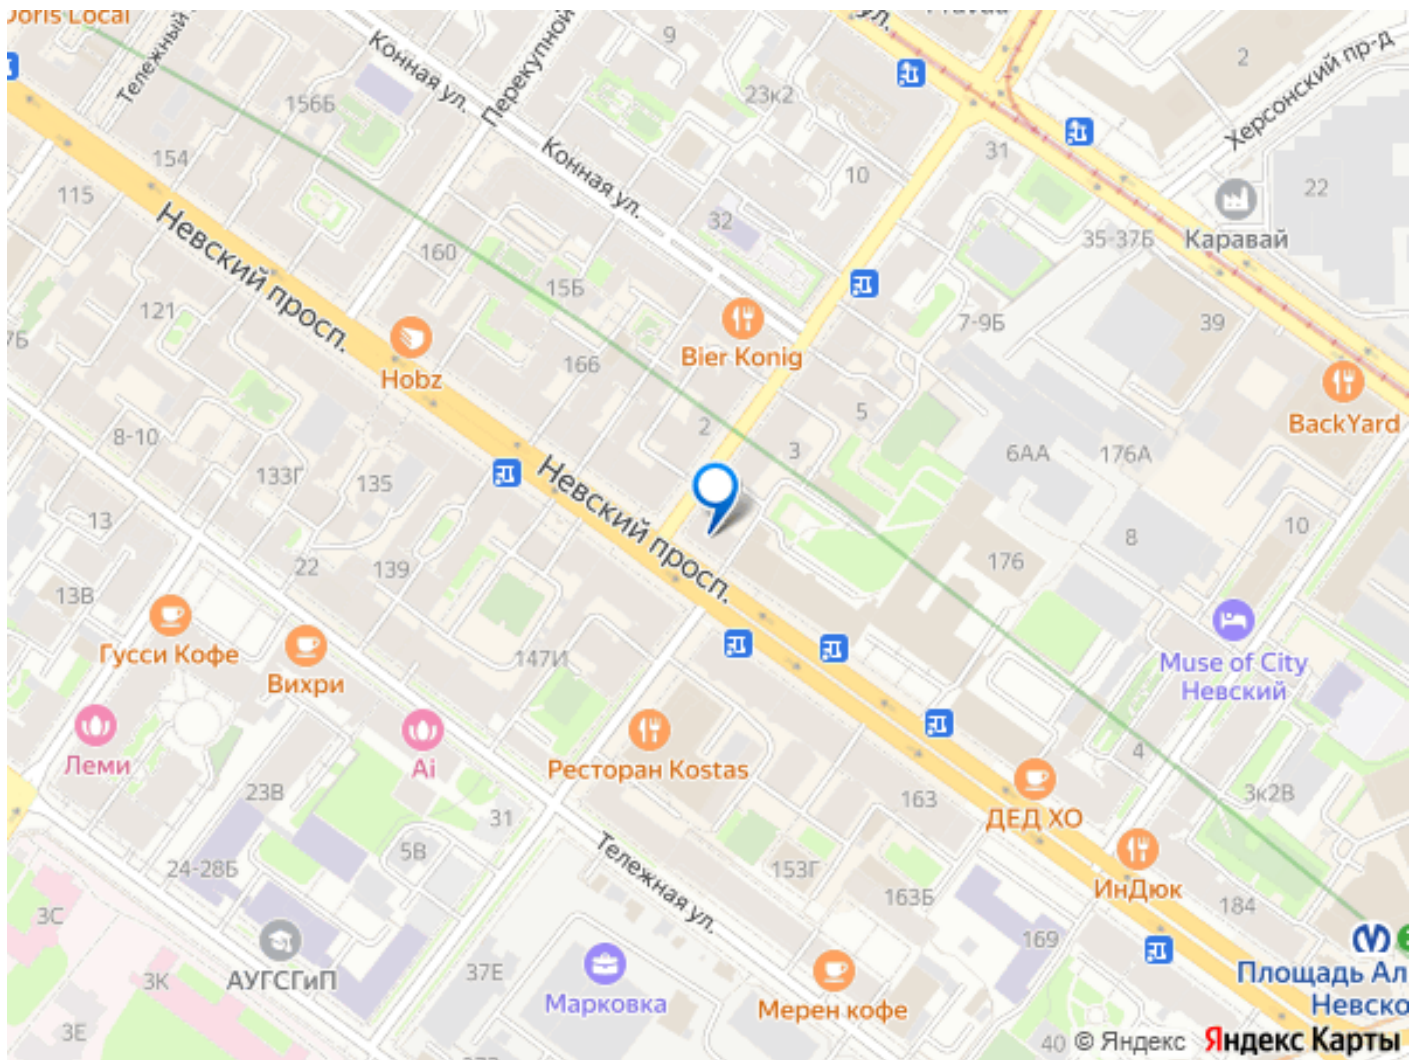 Doris Local
Тележный
Конная ул.
Перекупной
9
ул.
2
Херсонский пр-д
156Б
23к2
154
31
10
22
115
Конная ул.
32
35-37Б
Каравай
Невский просп.
160
15Б
121
7Б
7-9Б
39
Bier Konig
Hobz
166
5
BackYard
2
3
8-10
133Г
135
Невский просп.
6АА
176А
13
10
8
139
22
176
13В
Гусси Кофе
Вихри
147И
Muse of City
Невский
Леми
Ai
Ресторан Kostas
4
23В
31
163
ДЕД ХО
3к2В
5В
24-28Б
Тележная ул.
153Г
163Б
ИнДюк
184
3С
169
АУГСГиП
3К
37Е
Марковка
Мерен кофе
Площадь Ал
Невско
3Е
40
© Яндекс
Яндекс Карты